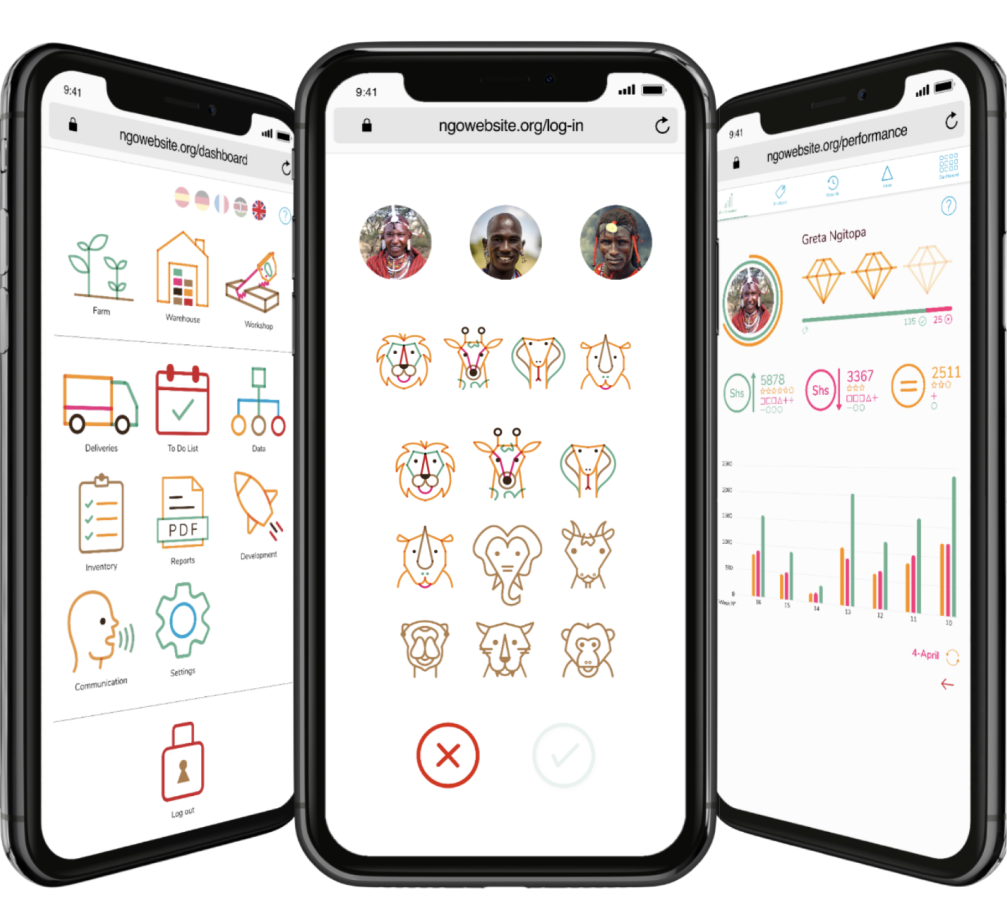 9:41
ngowebsite.org/dashboard
Farm
Warehouse
Workshop
Deliveries
To Do List
Data
PDF
Inventory
Reports
Development
Communication
Settings
Log out
9:41
ngowebsite.org/log-in
9:41
ngowebsite.org/performance
Greta Ngitopa
135
25
Shs
5878
Shs
3367
2511
16
15
14
13
12
11
10
4-April